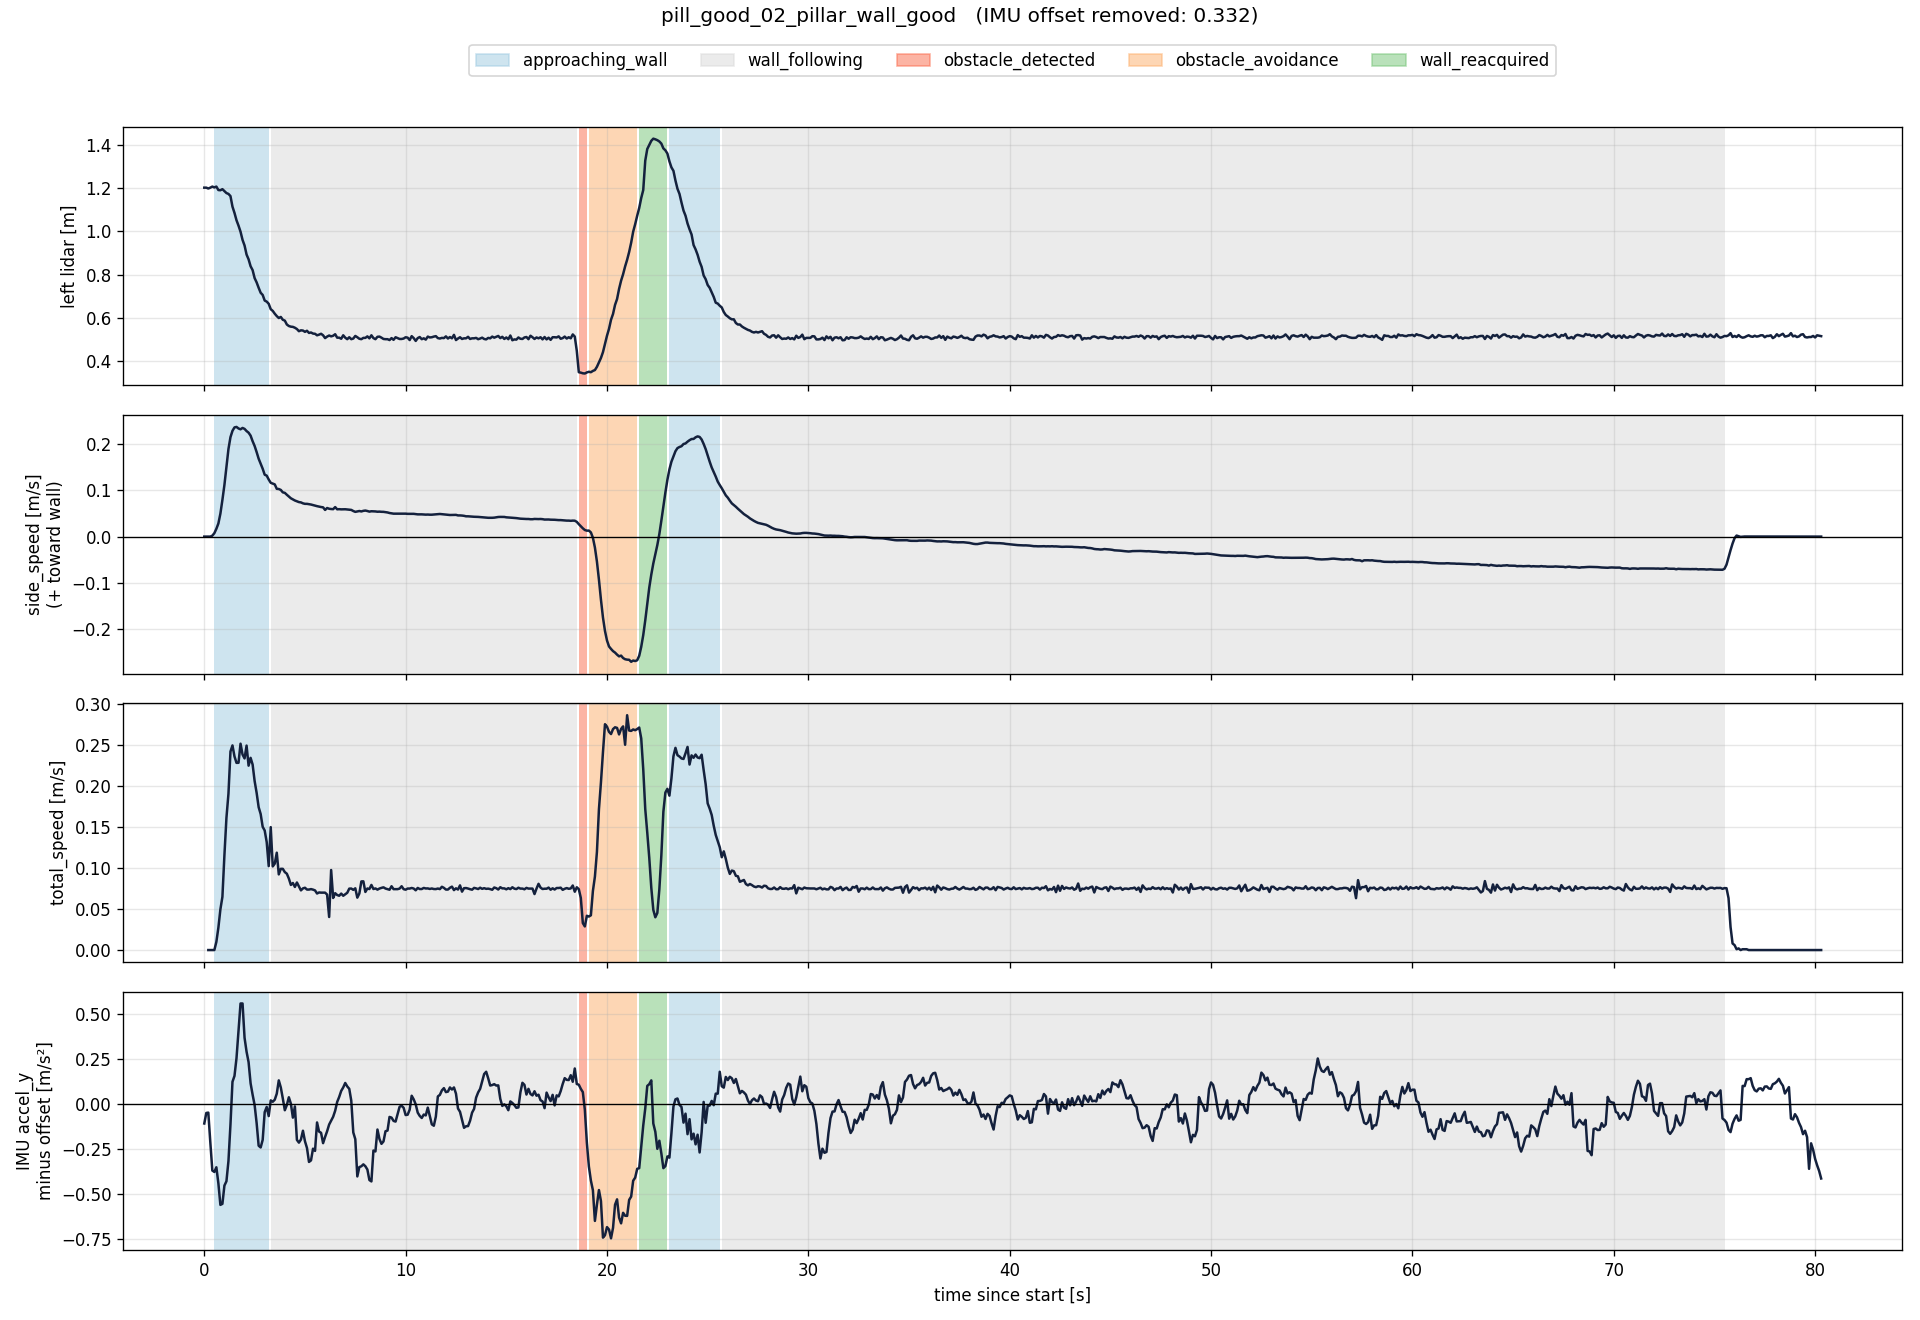 pill_good_02_pillar_wall_good   (IMU offset removed: 0.332)
approaching_wall   wall_following   obstacle_detected   obstacle_avoidance   wall_reacquired
left lidar [m]
1.4
1.2
1.0
0.8
0.6
0.4
side_speed [m/s]
(+ toward wall)
0.2
0.1
0.0
−0.1
−0.2
total_speed [m/s]
0.30
0.25
0.20
0.15
0.10
0.05
0.00
IMU accel_y
minus offset [m/s²]
0.50
0.25
0.00
−0.25
−0.50
−0.75
0 10 20 30 40 50 60 70 80
time since start [s]